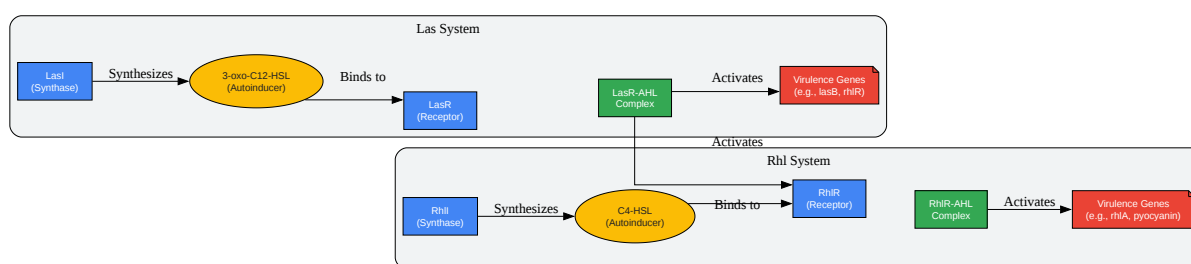 Las System
LasI
(Synthase)
Synthesizes
3-oxo-C12-HSL
(Autoinducer)
Binds to
LasR
(Receptor)
LasR-AHL
Complex
Activates
Virulence Genes
(e.g., lasB, rhlR)
Activates
Rhl System
RhlI
(Synthase)
Synthesizes
C4-HSL
(Autoinducer)
Binds to
RhlR
(Receptor)
RhlR-AHL
Complex
Activates
Virulence Genes
(e.g., rhlA, pyocyanin)